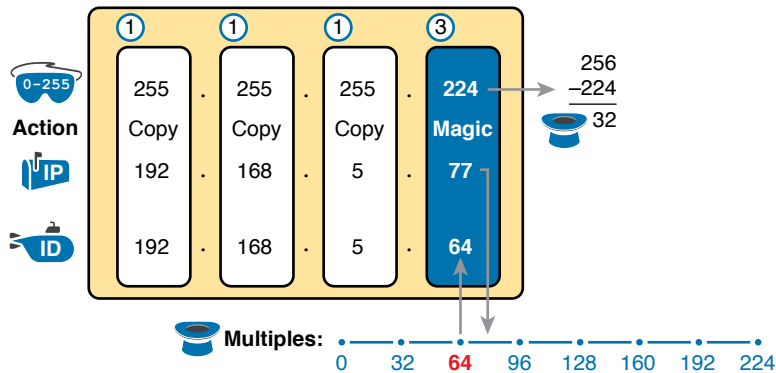 1 1 1 3
0-255 255 . 255 . 255 . 224
256
–224
32
Action Copy Copy Copy Magic
IP 192 . 168 . 5 . 77
ID 192 . 168 . 5 . 64
Multiples:
0 32 64 96 128 160 192 224